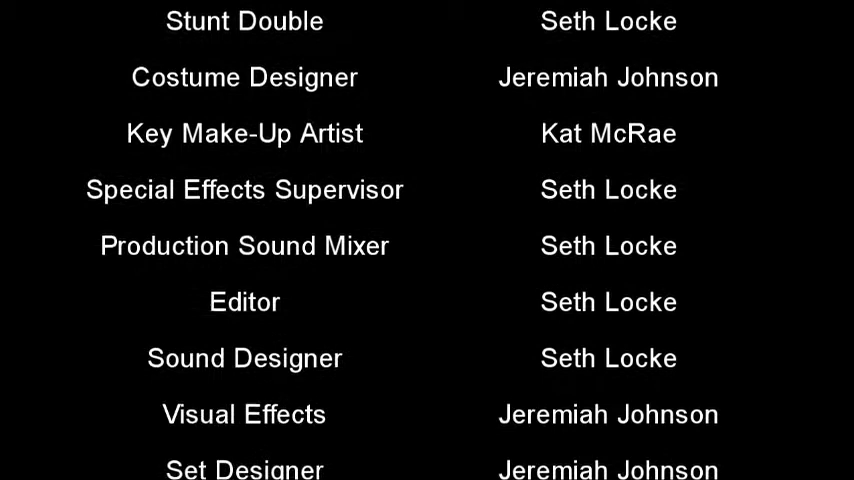 Stunt Double Seth Locke
Costume Designer Jeremiah Johnson
Key Make-Up Artist Kat McRae
Special Effects Supervisor Seth Locke
Production Sound Mixer Seth Locke
Editor Seth Locke
Sound Designer Seth Locke
Visual Effects Jeremiah Johnson
Set Designer Jeremiah Johnson